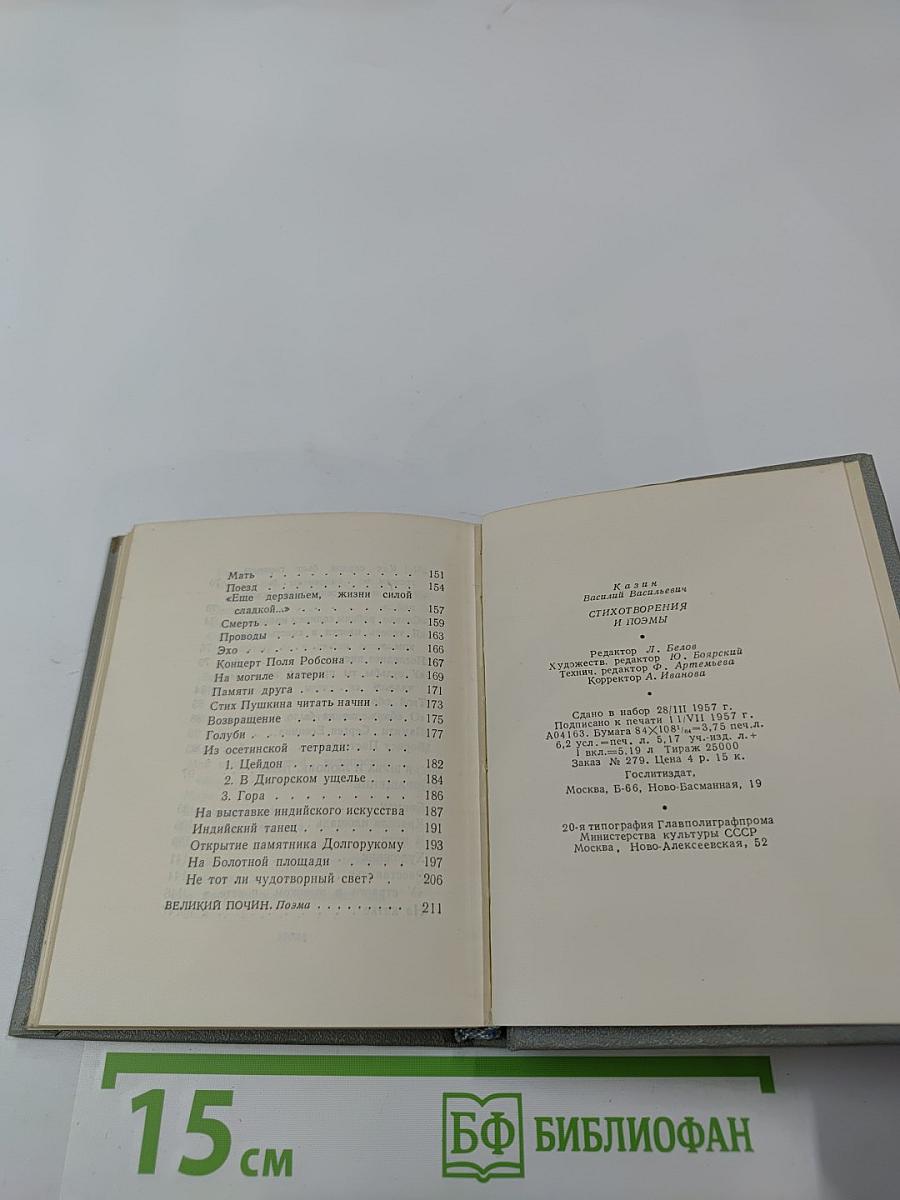 Мать . . . . . . . . . . . 151
Поезд . . . . . . . . . . . 154
«Еще дерзаньем, жизни силой
сладкой...» . . . . . . . 157
Смерть . . . . . . . . . . 159
Проводы . . . . . . . . . 163
Эхо . . . . . . . . . . . 166
Концерт Поля Робсона . . . . 167
На могиле матери . . . . . 169
Памяти друга . . . . . . . 171
Стих Пушкина читать начни . . . 173
Возвращение . . . . . . . 175
Голуби . . . . . . . . . . 177
Из осетинской тетради: . . . .
1. Цейдон . . . . . . . . 182
2. В Дигорском ущелье . . . 184
3. Гора . . . . . . . . . 186
На выставке индийского искусства 187
Индийский танец . . . . . . 191
Открытие памятника Долгорукому 193
На Болотной площади . . . . 197
Не тот ли чудотворный свет? . 206
ВЕЛИКИЙ ПОЧИН. Поэма . . . . . . . . . 211
Казин
Василий Васильевич
СТИХОТВОРЕНИЯ
И ПОЭМЫ
•
Редактор Л. Белов
Художеств. редактор Ю. Боярский
Технич. редактор Ф. Артемьева
Корректор А. Иванова
•
Сдано в набор 28/III 1957 г.
Подписано к печати 11/VII 1957 г.
А04163. Бумага 84×108¹/₆₄=3,75 печ.л.
6,2 усл.=печ. л. 5,17 уч.-изд. л.+
1 вкл.=5,19 л Тираж 25000
Заказ № 279. Цена 4 р. 15 к.
Гослитиздат,
Москва, Б-66, Ново-Басманная, 19
•
20-я типография Главполиграфпрома
Министерства культуры СССР
Москва, Ново-Алексеевская, 52
15 см
БФ БИБЛИОФАН